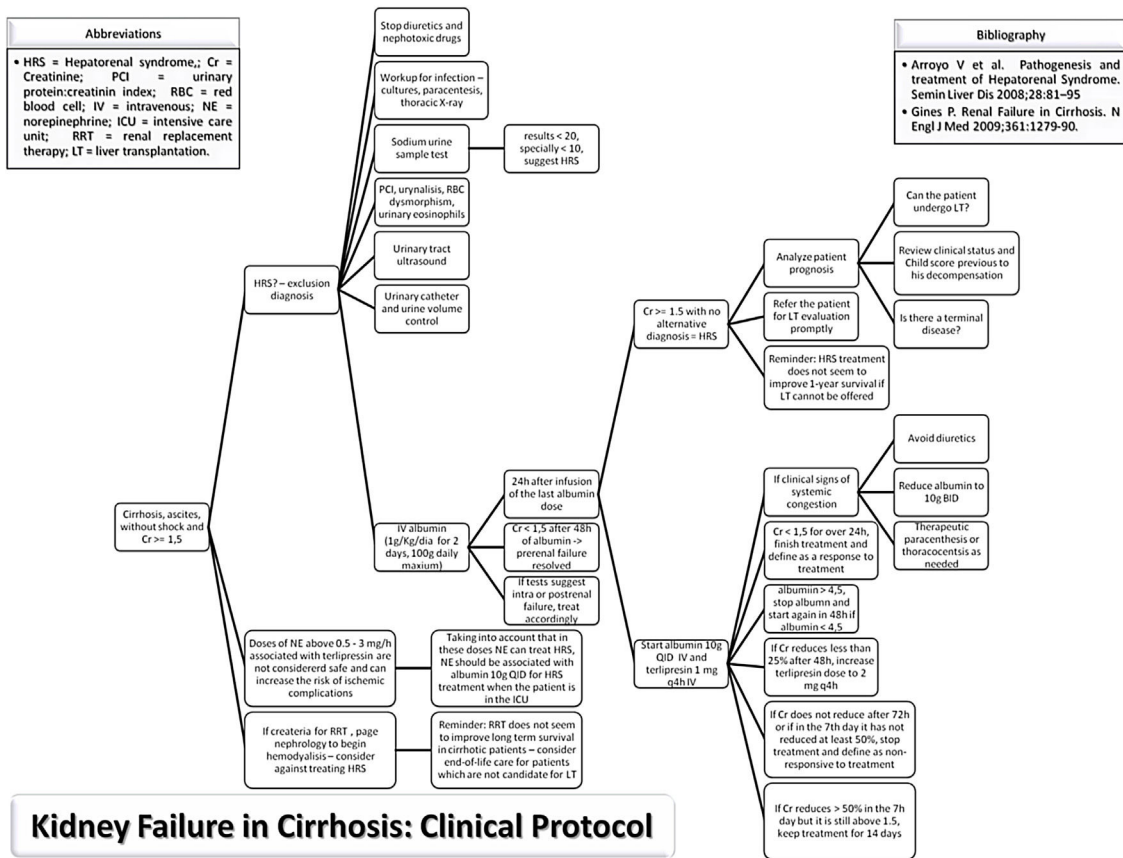 Abbreviations
• HRS = Hepatorenal syndrome,; Cr =
Creatinine; PCI = urinary
protein:creatinin index; RBC = red
blood cell; IV = intravenous; NE =
norepinephrine; ICU = intensive care
unit; RRT = renal replacement
therapy; LT = liver transplantation.
Bibliography
• Arroyo V et al. Pathogenesis and
treatment of Hepatorenal Syndrome.
Semin Liver Dis 2008;28:81–95
• Gines P. Renal Failure in Cirrhosis. N
Engl J Med 2009;361:1279-90.
Cirrhosis, ascites,
without shock and
Cr >= 1,5
HRS? – exclusion
diagnosis
Stop diuretics and
nephotoxic drugs
Workup for infection –
cultures, paracentesis,
thoracic X-ray
Sodium urine
sample test
results < 20,
specially < 10,
suggest HRS
PCI, urynalisis, RBC
dysmorphism,
urinary eosinophils
Urinary tract
ultrasound
Urinary catheter
and urine volume
control
IV albumin
(1g/Kg/dia for 2
days, 100g daily
maxium)
24h after infusion
of the last albumin
dose
Cr < 1,5 after 48h
of albumin ->
prerenal failure
resolved
If tests suggest
intra or postrenal
failure, treat
accordingly
Cr >= 1.5 with no
alternative
diagnosis = HRS
Analyze patient
prognosis
Can the patient
undergo LT?
Review clinical status and
Child score previous to
his decompensation
Is there a terminal
disease?
Refer the patient
for LT evaluation
promptly
Reminder: HRS treatment
does not seem to
improve 1-year survival if
LT cannot be offered
Start albumin 10g
QID IV and
terlipresin 1 mg
q4h IV
If clinical signs of
systemic
congestion
Avoid diuretics
Reduce albumin to
10g BID
Therapeutic
paracenthesis or
thoracocentsis as
needed
Cr < 1,5 for over 24h,
finish treatment and
define as a response to
treatment
albumiin > 4,5,
stop albumn and
start again in 48h if
albumin < 4,5
If Cr reduces less than
25% after 48h, increase
terlipresin dose to 2
mg q4h
If Cr does not reduce after 72h
or if in the 7th day it has not
reduced at least 50%, stop
treatment and define as non-
responsive to treatment
If Cr reduces > 50% in the 7h
day but it is still above 1.5,
keep treatment for 14 days
Doses of NE above 0.5 - 3 mg/h
associated with terlipressin are
not considererd safe and can
increase the risk of ischemic
complications
Taking into account that in
these doses NE can treat HRS,
NE should be associated with
albumin 10g QID for HRS
treatment when the patient is
in the ICU
If createria for RRT , page
nephrology to begin
hemodyalisis – consider
against treating HRS
Reminder: RRT does not seem
to improve long term survival
in cirrhotic patients – consider
end-of-life care for patients
which are not candidate for LT
Kidney Failure in Cirrhosis: Clinical Protocol